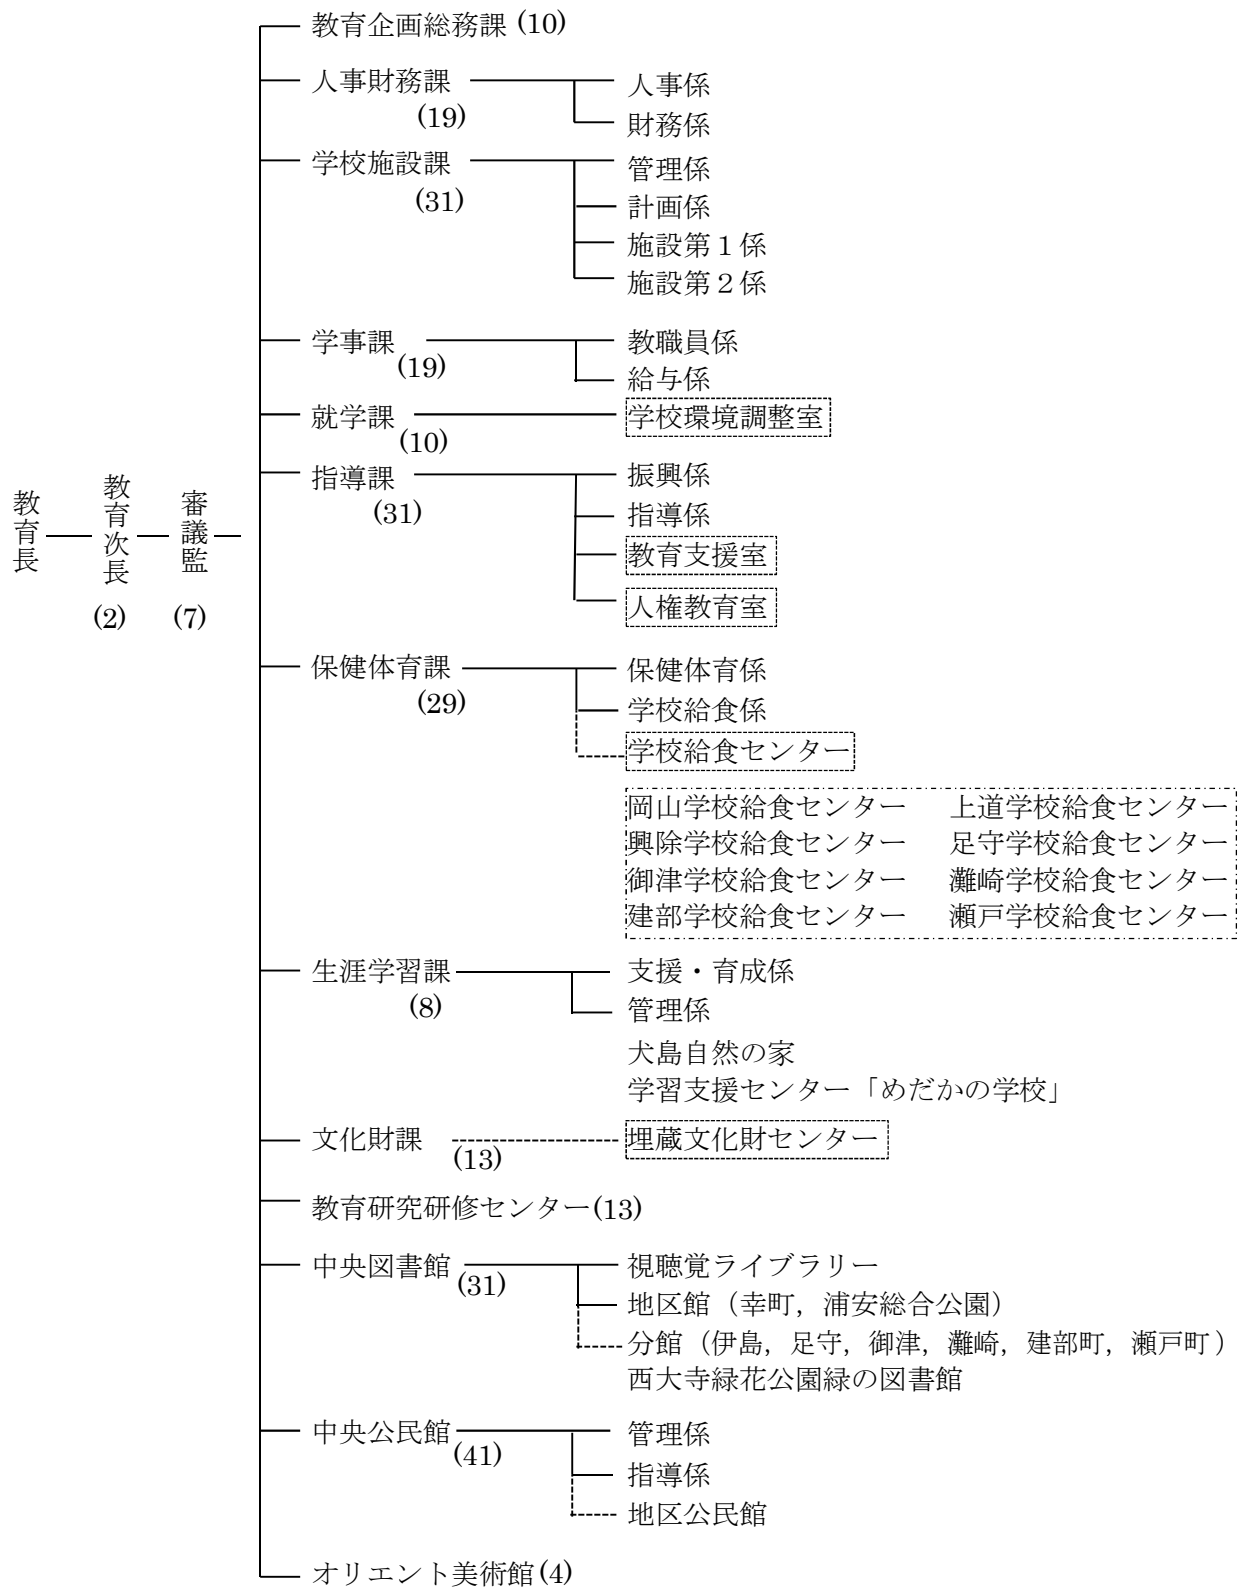 教育長
教育次長
(2)
審議監
(7)
教育企画総務課 (10)
人事財務課
(19)
人事係
財務係
学校施設課
(31)
管理係
計画係
施設第１係
施設第２係
学事課
(19)
教職員係
給与係
就学課
(10)
学校環境調整室
指導課
(31)
振興係
指導係
教育支援室
人権教育室
保健体育課
(29)
保健体育係
学校給食係
学校給食センター
岡山学校給食センター 上道学校給食センター
興除学校給食センター 足守学校給食センター
御津学校給食センター 灘崎学校給食センター
建部学校給食センター 瀬戸学校給食センター
生涯学習課
(8)
支援・育成係
管理係
犬島自然の家
学習支援センター「めだかの学校」
文化財課
(13)
埋蔵文化財センター
教育研究研修センター(13)
中央図書館
(31)
視聴覚ライブラリー
地区館（幸町，浦安総合公園）
分館（伊島，足守，御津，灘崎，建部町，瀬戸町）
西大寺緑花公園緑の図書館
中央公民館
(41)
管理係
指導係
地区公民館
オリエント美術館(4)